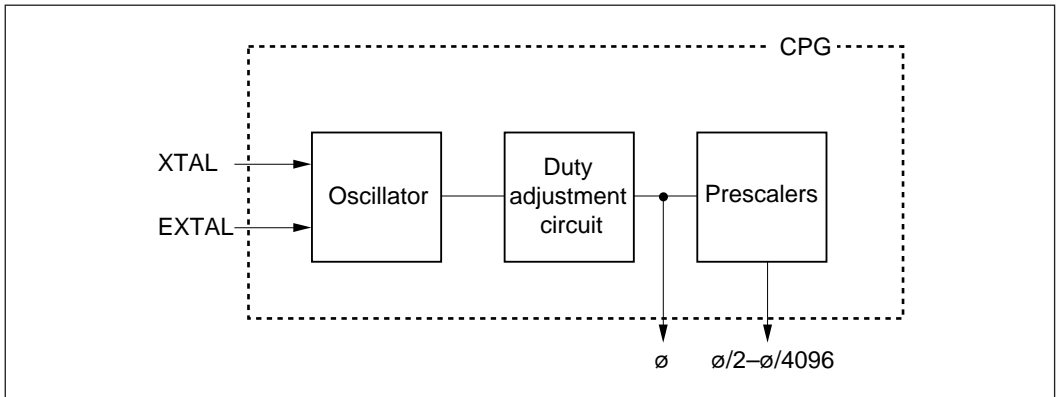 CPG
XTAL
EXTAL
Oscillator
Duty
adjustment
circuit
Prescalers
ø
ø/2–ø/4096